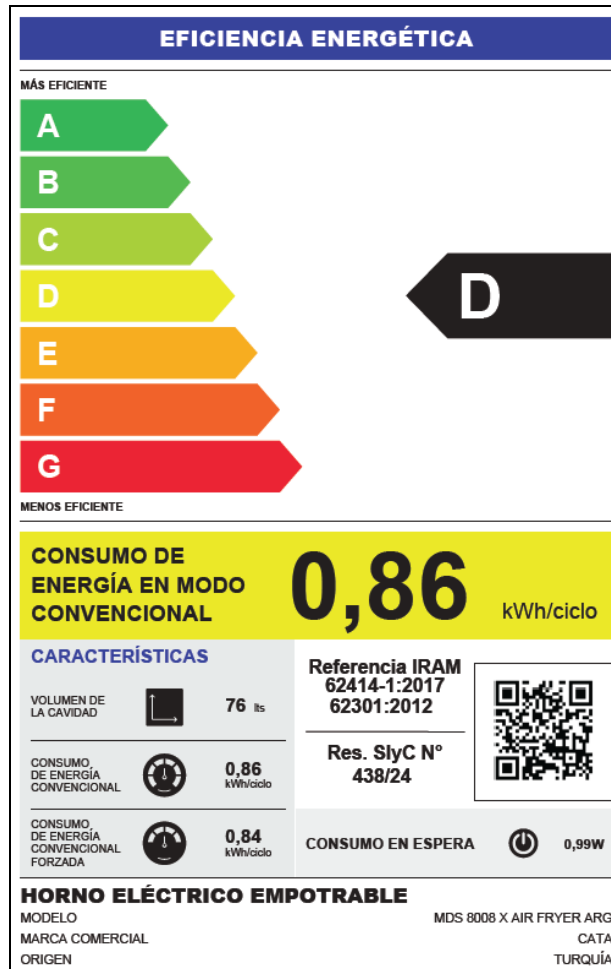 EFICIENCIA ENERGÉTICA
MÁS EFICIENTE
A
B
C
D
D
E
F
G
MENOS EFICIENTE
CONSUMO DE
ENERGÍA EN MODO
CONVENCIONAL
0,86 kWh/ciclo
CARACTERÍSTICAS
VOLUMEN DE
LA CAVIDAD
76 lts
CONSUMO
DE ENERGÍA
CONVENCIONAL
0,86
kWh/ciclo
CONSUMO
DE ENERGÍA
CONVENCIONAL
FORZADA
0,84
kWh/ciclo
Referencia IRAM
62414-1:2017
62301:2012
Res. SIyC N°
438/24
CONSUMO EN ESPERA 0,99W
HORNO ELÉCTRICO EMPOTRABLE
MODELO MDS 8008 X AIR FRYER ARG
MARCA COMERCIAL CATA
ORIGEN TURQUÍA